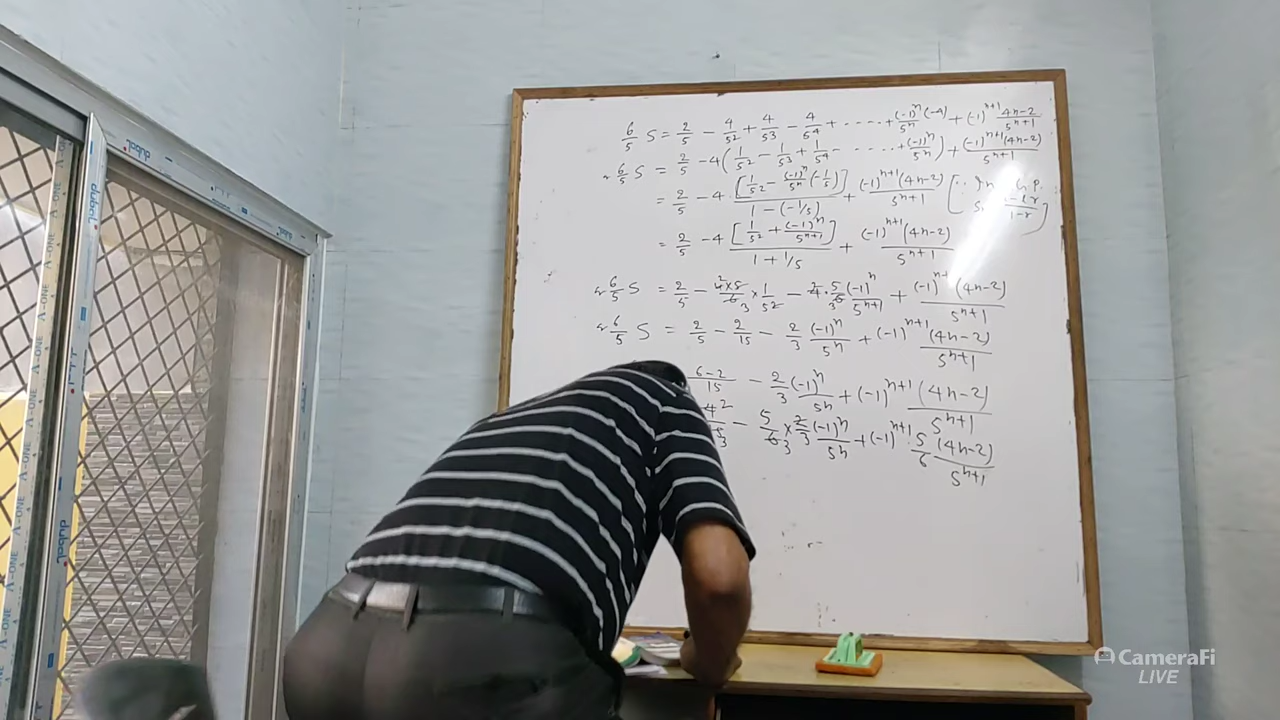 6/5 S = 2/5 - 4/5² + 4/5³ - 4/5⁴ + ----- + (-1)ⁿ(-4)/5ⁿ + (-1)ⁿ⁺¹ (4n-2)/5ⁿ⁺¹
6/5 S = 2/5 - 4(1/5² - 1/5³ + 1/5⁴ - ------ + (-1)ⁿ/5ⁿ) + (-1)ⁿ⁺¹(4n-2)/5ⁿ⁺¹
= 2/5 - 4·[1/5² - (-1)ⁿ/5ⁿ(-1/5)]/1-(-1/5) + (-1)ⁿ⁺¹(4n-2)/5ⁿ⁺¹
= 2/5 - 4[1/5² + (-1)ⁿ/5ⁿ⁺¹]/1+1/5 + (-1)ⁿ⁺¹(4n-2)/5ⁿ⁺¹
6/5 S = 2/5 - 4×5/6 3 × 1/5² - 4·5/6 3 (-1)ⁿ/5ⁿ⁺¹ + (-1)ⁿ⁺¹(4n-2)/5ⁿ⁺¹
6/5 S = 2/5 - 2/15 - 2/3 (-1)ⁿ/5ⁿ + (-1)ⁿ⁺¹ (4n-2)/5ⁿ⁺¹
6-2/15 - 2/3 (-1)ⁿ/5ⁿ + (-1)ⁿ⁺¹ (4n-2)/5ⁿ⁺¹
- 5/6 3 × 2/3 (-1)ⁿ/5ⁿ + (-1)ⁿ⁺¹ 5/6 (4n-2)/5ⁿ⁺¹
dubal
A-ONE
CameraFi
LIVE